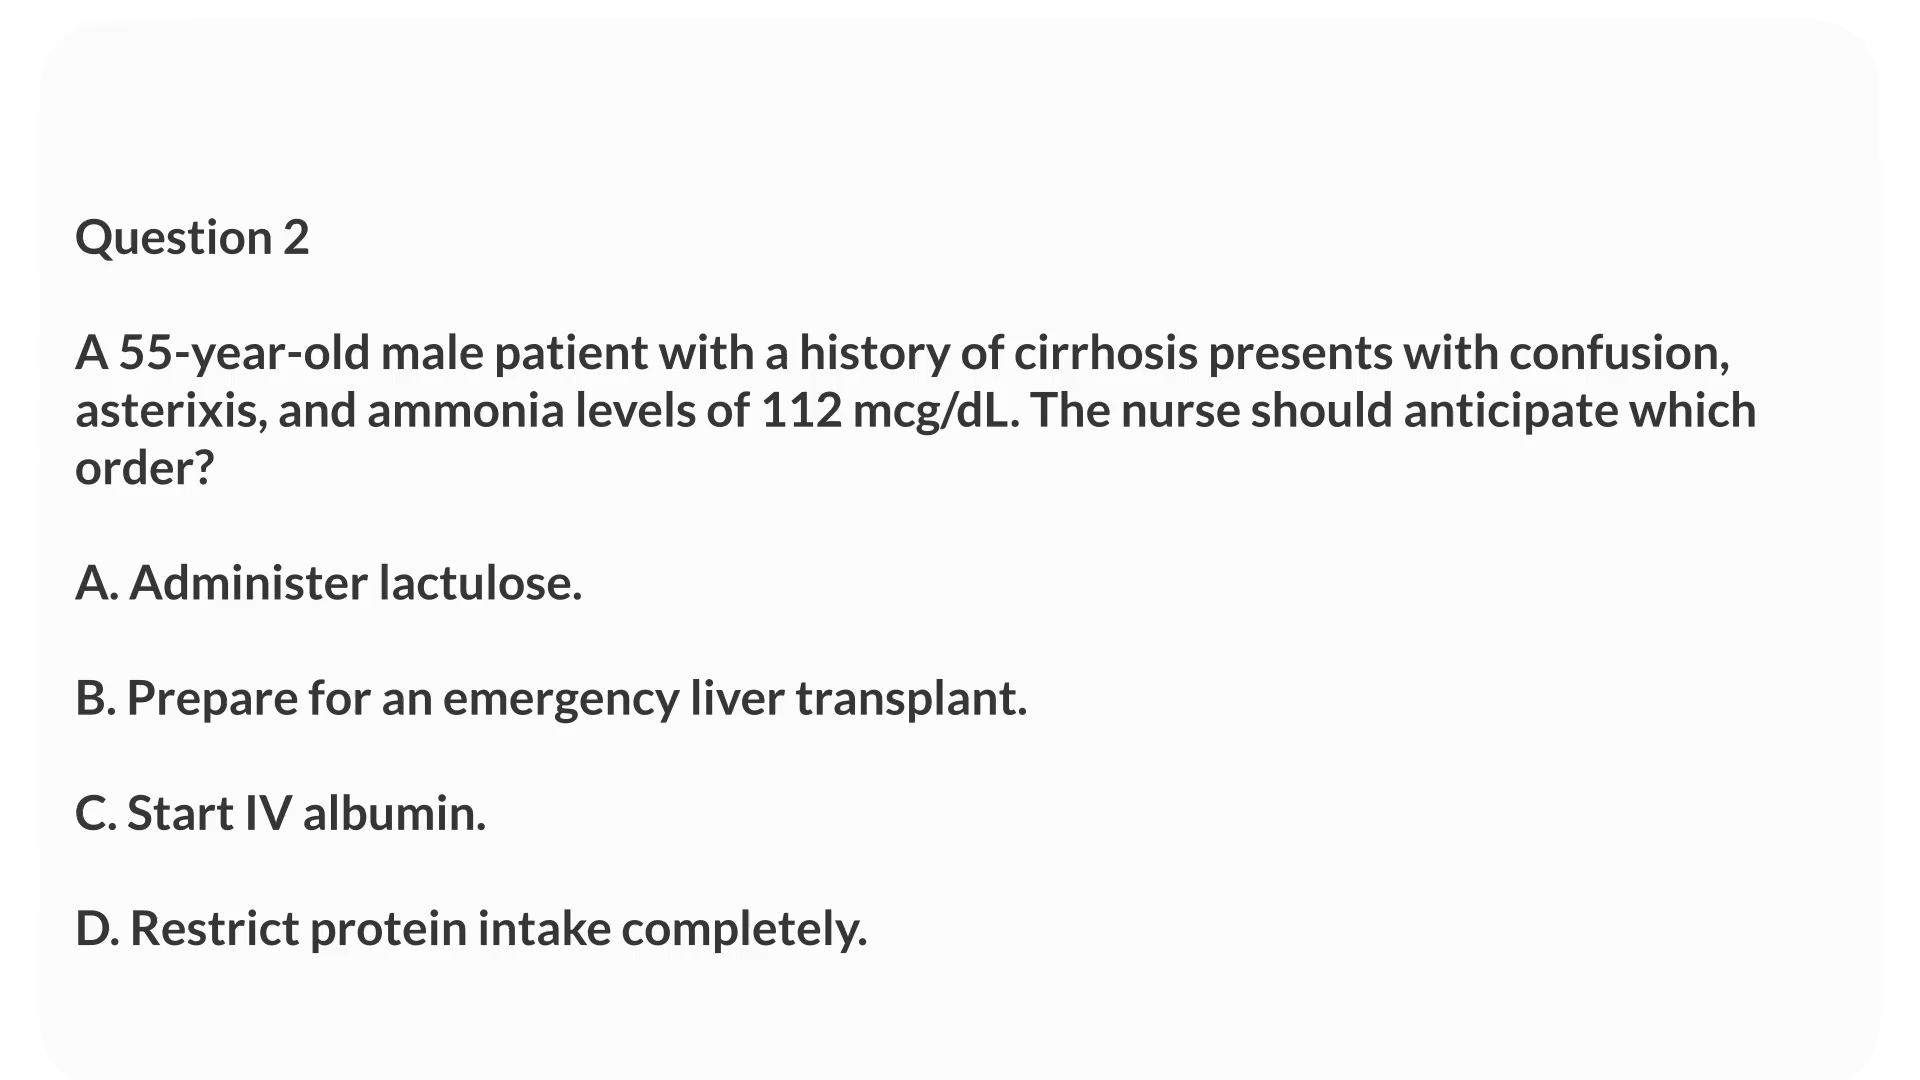 Question 2
A 55-year-old male patient with a history of cirrhosis presents with confusion,
asterixis, and ammonia levels of 112 mcg/dL. The nurse should anticipate which
order?
A. Administer lactulose.
B. Prepare for an emergency liver transplant.
C. Start IV albumin.
D. Restrict protein intake completely.